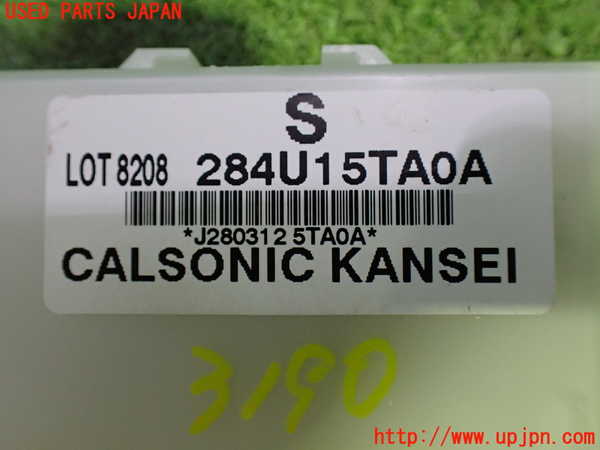 USED PARTS JAPAN
S
LOT 8208 284U15TA0A
*J280312 5TA0A*
CALSONIC KANSEI
3190
http://www.upjpn.com/